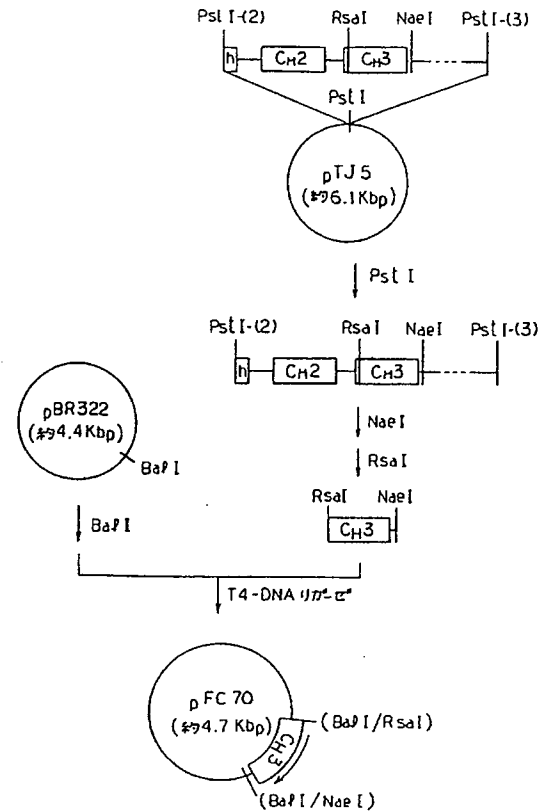 PstI-(2) RsaI NaeI PstI-(3)
h CH2 CH3
PstI
pTJ5
(約6.1Kbp)
PstI
PstI-(2) RsaI NaeI PstI-(3)
h CH2 CH3
pBR322
(約4.4Kbp)
BalI
NaeI
RsaI
RsaI NaeI
CH3
BalI
T4-DNAリガーゼ
pFC70
(約4.7Kbp)
(BalI/RsaI)
CH3
(BalI/NaeI)